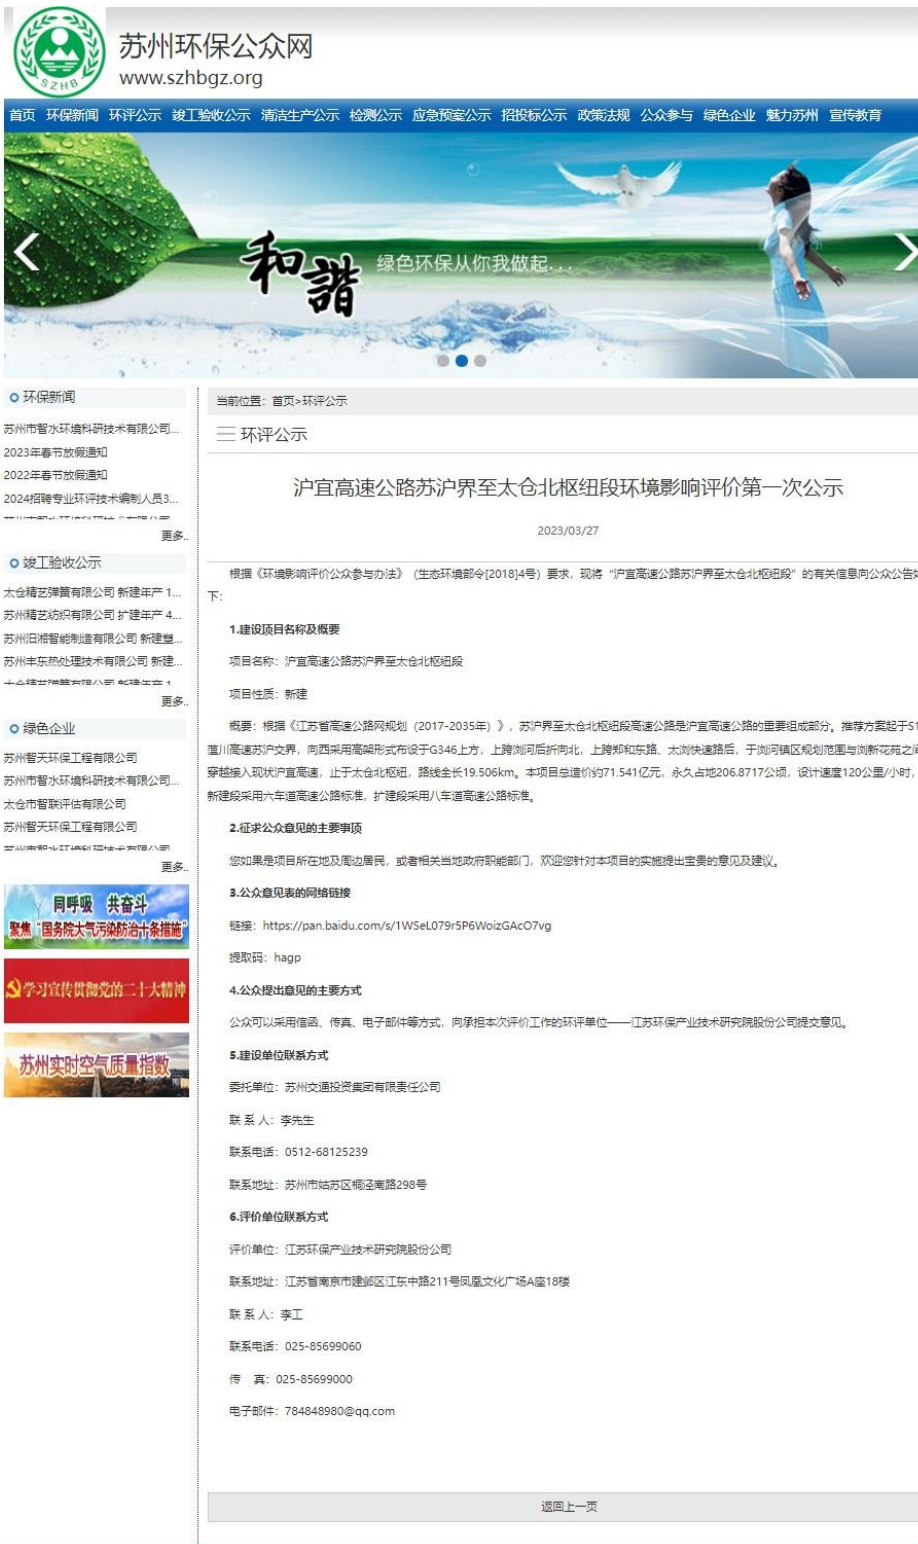 苏州环保公众网
www.szhbgz.org
SZHB
首页 环保新闻 环评公示 竣工验收公示 清洁生产公示 检测公示 应急预案公示 招投标公示 政策法规 公众参与 绿色企业 魅力苏州 宣传教育
和諧 绿色环保从你我做起...
环保新闻
苏州市智水环境科研技术有限公司...
2023年春节放假通知
2022年春节放假通知
2024招聘专业环评技术编制人员3...
更多..
竣工验收公示
太仓精艺弹簧有限公司 新建年产 1...
苏州精艺纺织有限公司 扩建年产 4...
苏州汨湘智能制造有限公司 新建塑...
苏州丰东热处理技术有限公司 新建...
更多..
绿色企业
苏州智天环保工程有限公司
苏州市智水环境科研技术有限公司...
太仓市智联评估有限公司
苏州智天环保工程有限公司
更多..
同呼吸 共奋斗
聚焦“国务院大气污染防治十条措施”
学习宣传贯彻党的二十大精神
苏州实时空气质量指数
当前位置：首页>环评公示
环评公示
沪宜高速公路苏沪界至太仓北枢纽段环境影响评价第一次公示
2023/03/27
根据《环境影响评价公众参与办法》（生态环境部令[2018]4号）要求，现将“沪宜高速公路苏沪界至太仓北枢纽段”的有关信息向公众公告如
下：
1.建设项目名称及概要
项目名称：沪宜高速公路苏沪界至太仓北枢纽段
项目性质：新建
概要：根据《江苏省高速公路网规划（2017-2035年）》，苏沪界至太仓北枢纽段高速公路是沪宜高速公路的重要组成部分。推荐方案起于S1
蕰川高速苏沪交界，向西采用高架形式布设于G346上方，上跨浏河后折向北，上跨郑和东路、太浏快速路后，于浏河镇区规划范围与浏新花苑之间
穿越接入现状沪宜高速，止于太仓北枢纽，路线全长19.506km。本项目总造价约71.541亿元，永久占地206.8717公顷，设计速度120公里/小时，
新建段采用六车道高速公路标准，扩建段采用八车道高速公路标准。
2.征求公众意见的主要事项
您如果是项目所在地及周边居民，或者相关当地政府职能部门，欢迎您针对本项目的实施提出宝贵的意见及建议。
3.公众意见表的网络链接
链接：https://pan.baidu.com/s/1WSeL079r5P6WoizGAcO7vg
提取码：hagp
4.公众提出意见的主要方式
公众可以采用信函、传真、电子邮件等方式，向承担本次评价工作的环评单位——江苏环保产业技术研究院股份公司提交意见。
5.建设单位联系方式
委托单位：苏州交通投资集团有限责任公司
联 系 人：李先生
联系电话：0512-68125239
联系地址：苏州市姑苏区桐泾南路298号
6.评价单位联系方式
评价单位：江苏环保产业技术研究院股份公司
联系地址：江苏省南京市建邺区江东中路211号凤凰文化广场A座18楼
联 系 人：李工
联系电话：025-85699060
传 真：025-85699000
电子邮件：784848980@qq.com
返回上一页